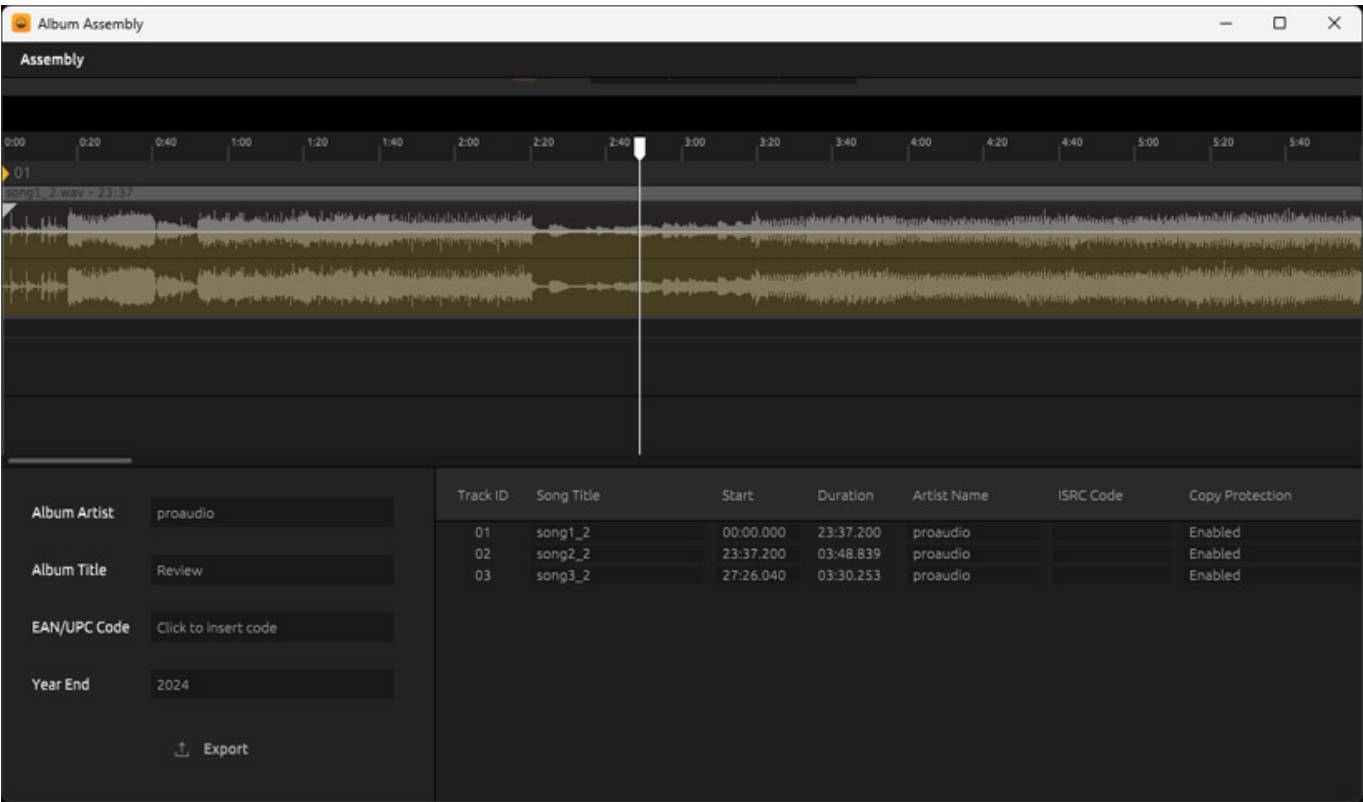 Album Assembly
Assembly
0:00 0:20 0:40 1:00 1:20 1:40 2:00 2:20 2:40 3:00 3:20 3:40 4:00 4:20 4:40 5:00 5:20 5:40
01
song1_2.wav - 23:37
Track ID Song Title Start Duration Artist Name ISRC Code Copy Protection
01 song1_2 00:00.000 23:37.200 proaudio Enabled
02 song2_2 23:37.200 03:48.839 proaudio Enabled
03 song3_2 27:26.040 03:30.253 proaudio Enabled
Album Artist proaudio
Album Title Review
EAN/UPC Code Click to insert code
Year End 2024
Export